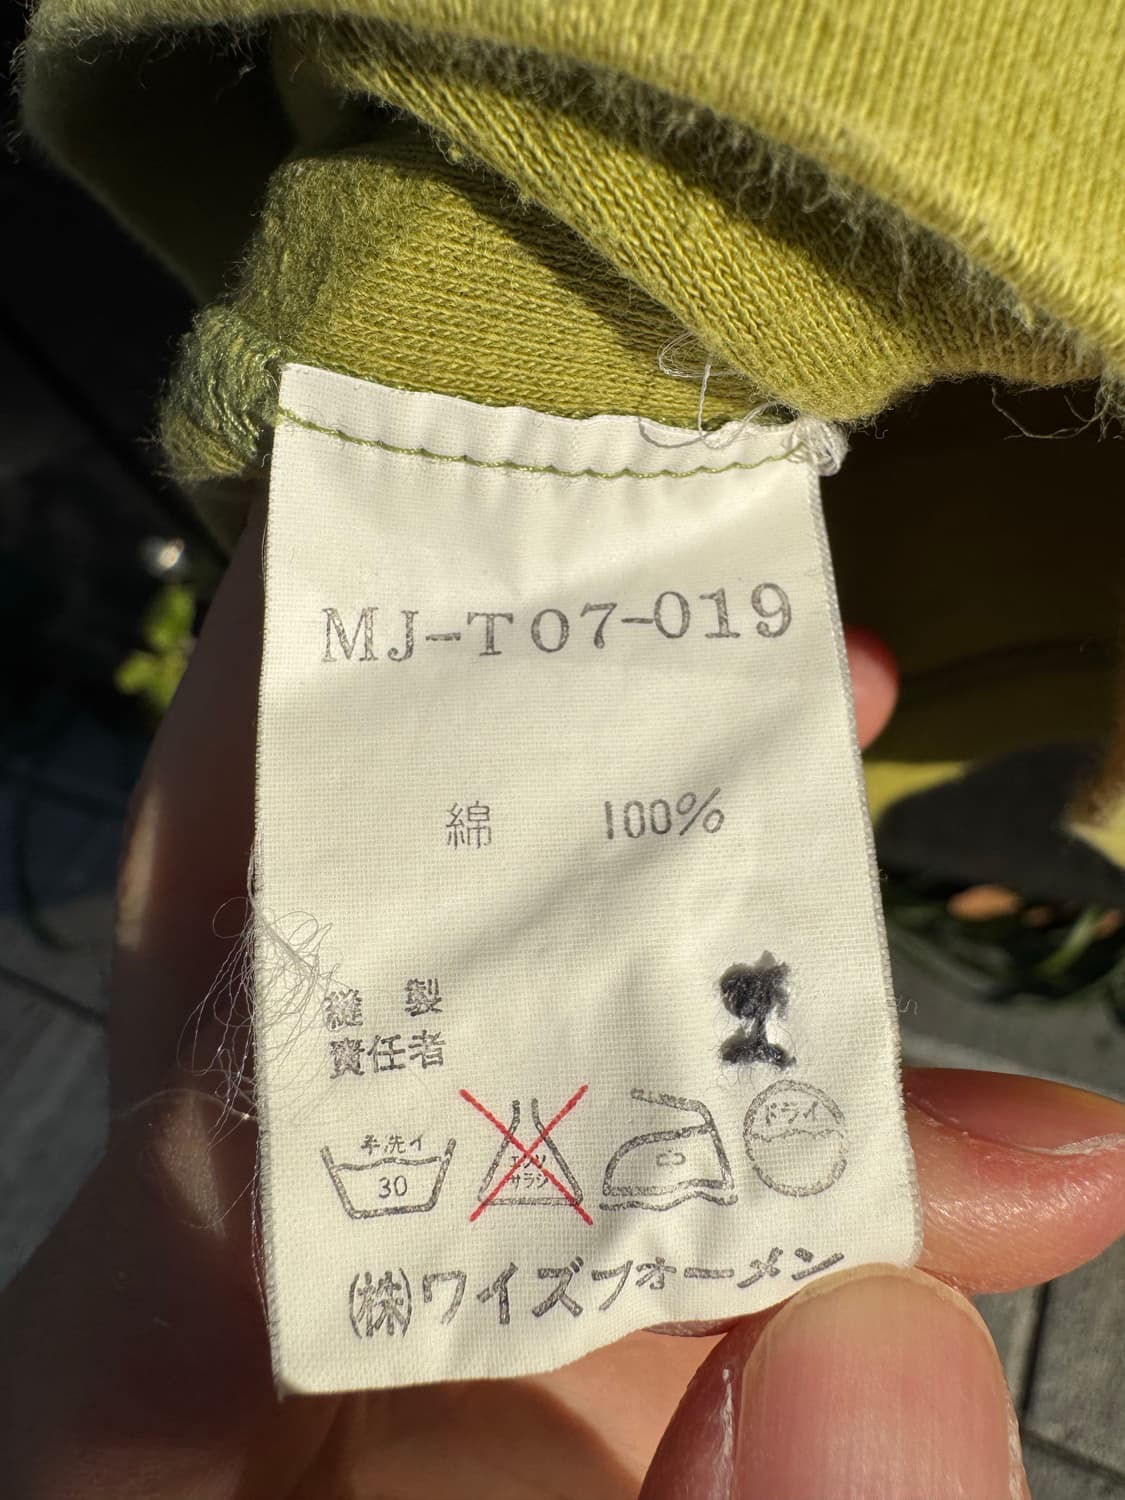 MJ-T07-019
綿 100%
縫製
責任者
手洗イ
30
エンソ
サラシ
中
ドライ
(株)ワイズフォーメン